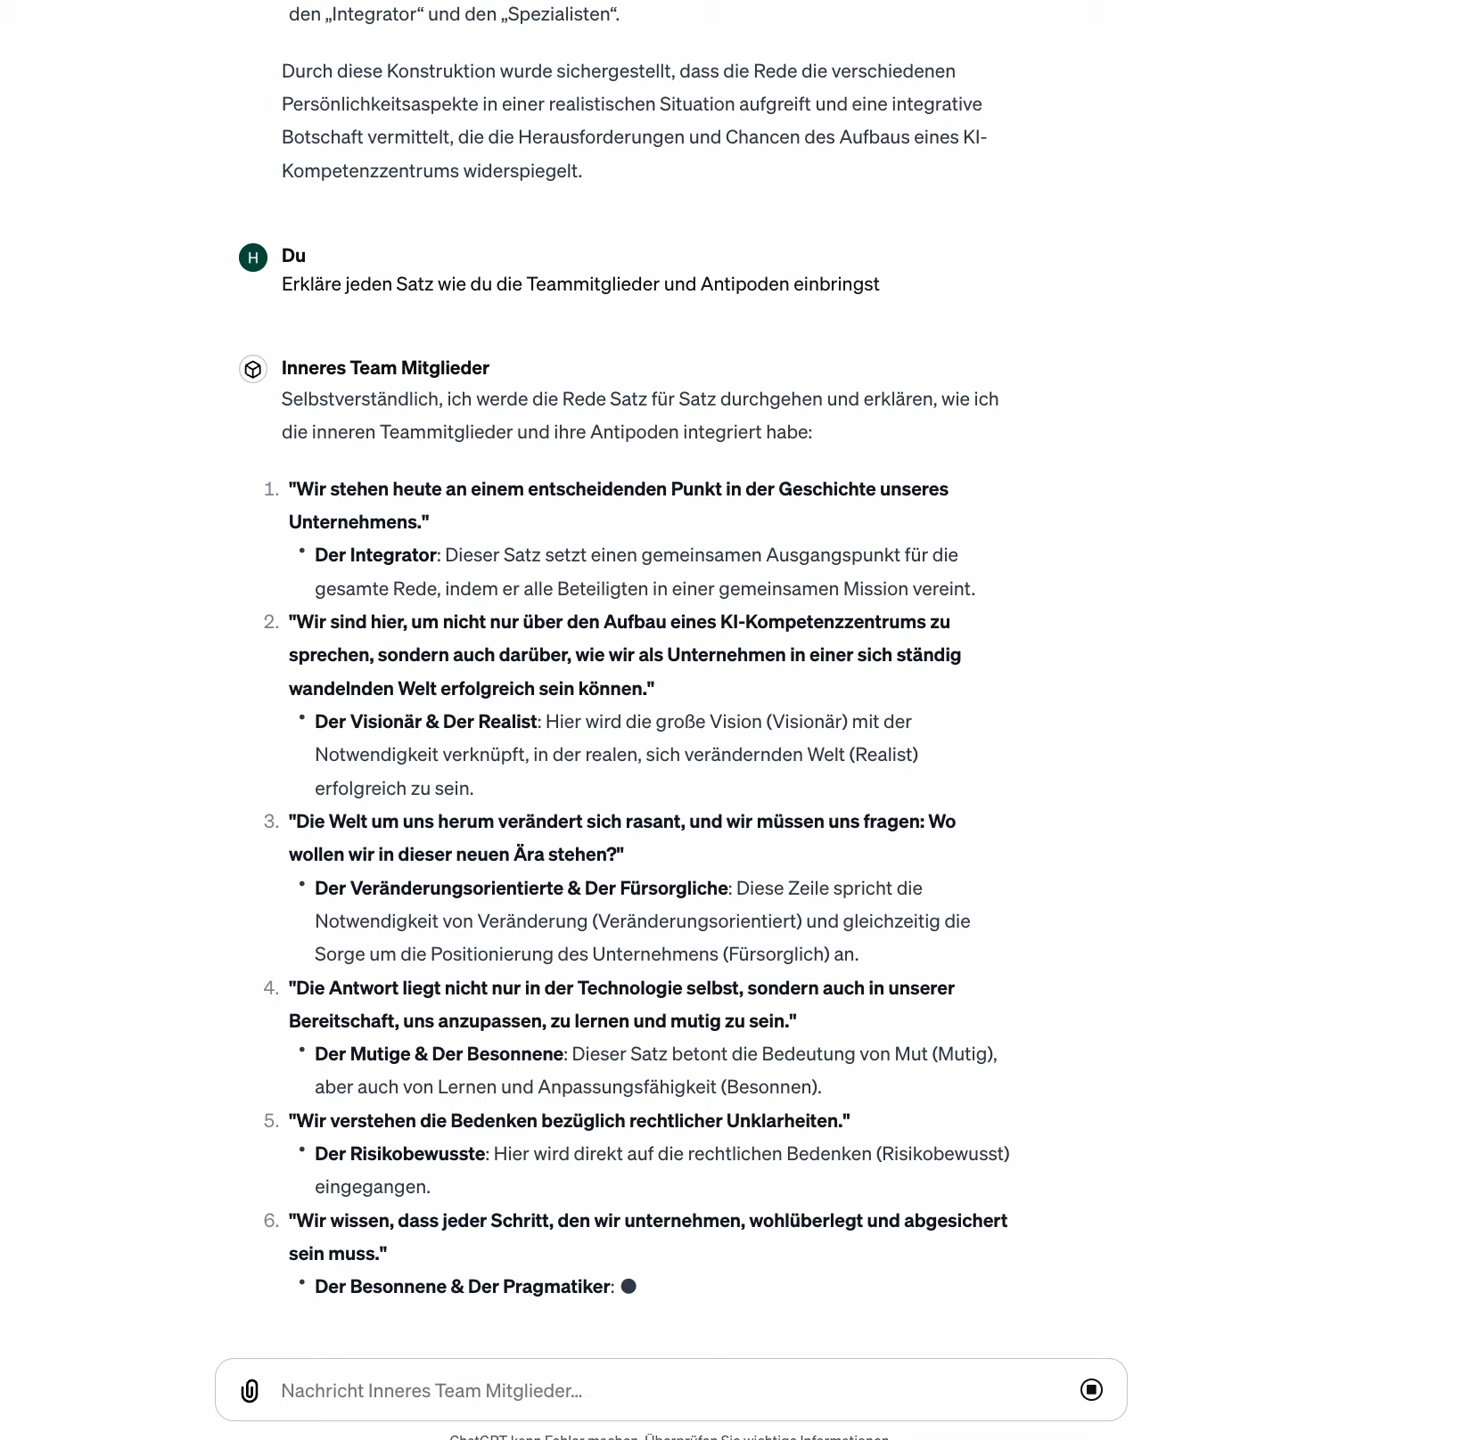 den „Integrator“ und den „Spezialisten“.
Durch diese Konstruktion wurde sichergestellt, dass die Rede die verschiedenen
Persönlichkeitsaspekte in einer realistischen Situation aufgreift und eine integrative
Botschaft vermittelt, die die Herausforderungen und Chancen des Aufbaus eines KI-
Kompetenzzentrums widerspiegelt.
H Du
Erkläre jeden Satz wie du die Teammitglieder und Antipoden einbringst
Inneres Team Mitglieder
Selbstverständlich, ich werde die Rede Satz für Satz durchgehen und erklären, wie ich
die inneren Teammitglieder und ihre Antipoden integriert habe:
1. "Wir stehen heute an einem entscheidenden Punkt in der Geschichte unseres
Unternehmens."
• Der Integrator: Dieser Satz setzt einen gemeinsamen Ausgangspunkt für die
gesamte Rede, indem er alle Beteiligten in einer gemeinsamen Mission vereint.
2. "Wir sind hier, um nicht nur über den Aufbau eines KI-Kompetenzzentrums zu
sprechen, sondern auch darüber, wie wir als Unternehmen in einer sich ständig
wandelnden Welt erfolgreich sein können."
• Der Visionär & Der Realist: Hier wird die große Vision (Visionär) mit der
Notwendigkeit verknüpft, in der realen, sich verändernden Welt (Realist)
erfolgreich zu sein.
3. "Die Welt um uns herum verändert sich rasant, und wir müssen uns fragen: Wo
wollen wir in dieser neuen Ära stehen?"
• Der Veränderungsorientierte & Der Fürsorgliche: Diese Zeile spricht die
Notwendigkeit von Veränderung (Veränderungsorientiert) und gleichzeitig die
Sorge um die Positionierung des Unternehmens (Fürsorglich) an.
4. "Die Antwort liegt nicht nur in der Technologie selbst, sondern auch in unserer
Bereitschaft, uns anzupassen, zu lernen und mutig zu sein."
• Der Mutige & Der Besonnene: Dieser Satz betont die Bedeutung von Mut (Mutig),
aber auch von Lernen und Anpassungsfähigkeit (Besonnen).
5. "Wir verstehen die Bedenken bezüglich rechtlicher Unklarheiten."
• Der Risikobewusste: Hier wird direkt auf die rechtlichen Bedenken (Risikobewusst)
eingegangen.
6. "Wir wissen, dass jeder Schritt, den wir unternehmen, wohlüberlegt und abgesichert
sein muss."
• Der Besonnene & Der Pragmatiker:
Nachricht Inneres Team Mitglieder...
ChatGPT kann Fehler machen. Überprüfen Sie wichtige Informationen.